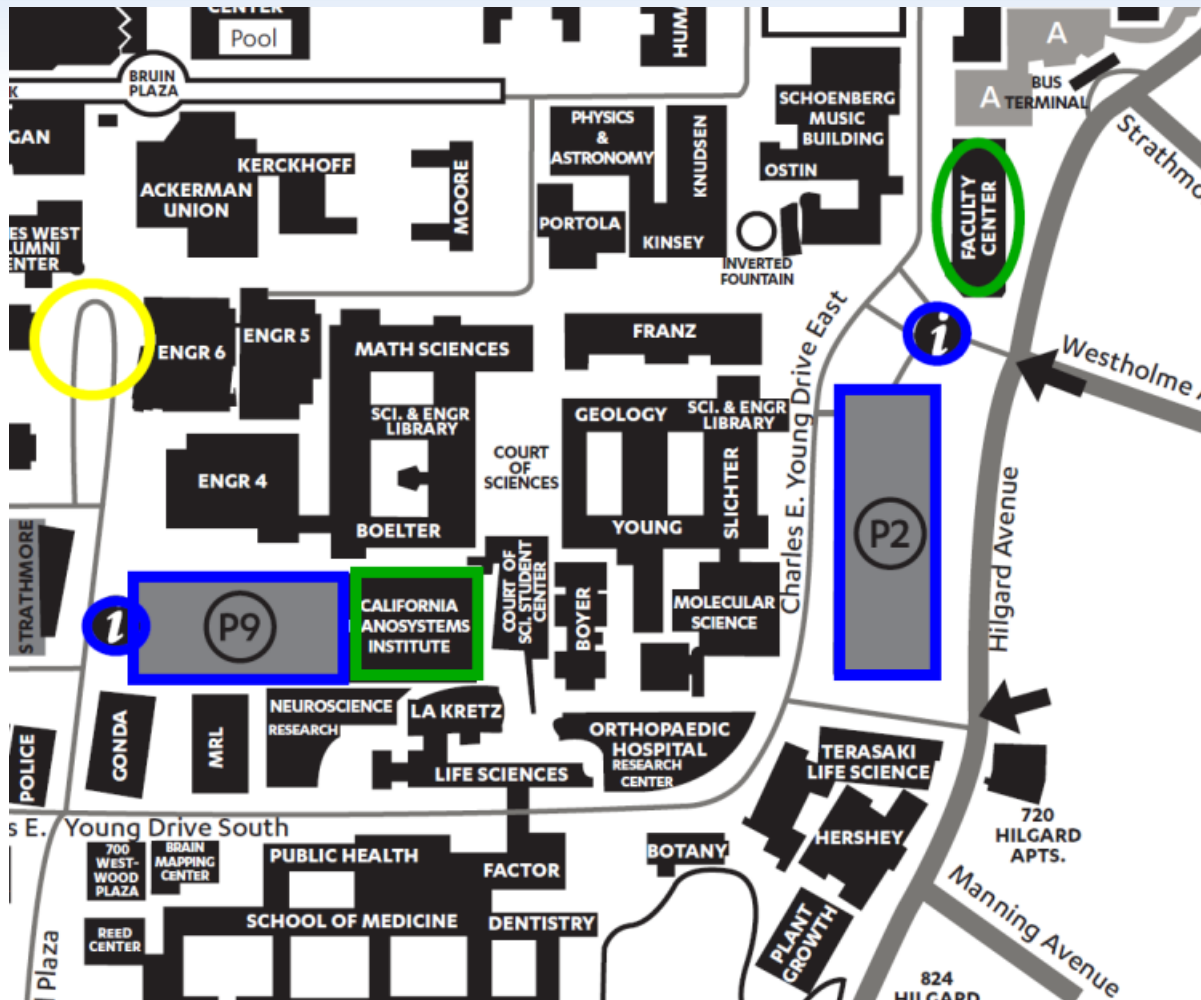 CENTER
Pool
HUMA
A
BRUIN
PLAZA
K
BUS
TERMINAL
A
SCHOENBERG
MUSIC
BUILDING
PHYSICS
&
ASTRONOMY
KNUDSEN
GAN
Strathmo
KERCKHOFF
ACKERMAN
UNION
MOORE
OSTIN
FACULTY
CENTER
PORTOLA
KINSEY
ES WEST
LUMNI
ENTER
INVERTED
FOUNTAIN
Charles E. Young Drive East
i
ENGR 6
ENGR 5
MATH SCIENCES
FRANZ
Westholme A
SCI. & ENGR
LIBRARY
GEOLOGY
SCI. & ENGR
LIBRARY
COURT
OF
SCIENCES
ENGR 4
SLICHTER
BOELTER
YOUNG
P2
Hilgard Avenue
STRATHMORE
COURT OF
SCI. STUDENT
CENTER
i
P9
CALIFORNIA
NANOSYSTEMS
INSTITUTE
BOYER
MOLECULAR
SCIENCE
POLICE
GONDA
MRL
NEUROSCIENCE
RESEARCH
LA KRETZ
LIFE SCIENCES
ORTHOPAEDIC
HOSPITAL
RESEARCH
CENTER
TERASAKI
LIFE SCIENCE
s E. Young Drive South
720
HILGARD
APTS.
HERSHEY
700
WEST-
WOOD
PLAZA
BRAIN
MAPPING
CENTER
PUBLIC HEALTH
FACTOR
BOTANY
Manning Avenue
SCHOOL OF MEDICINE
DENTISTRY
REED
CENTER
PLANT
GROWTH
l Plaza
824
HILGARD